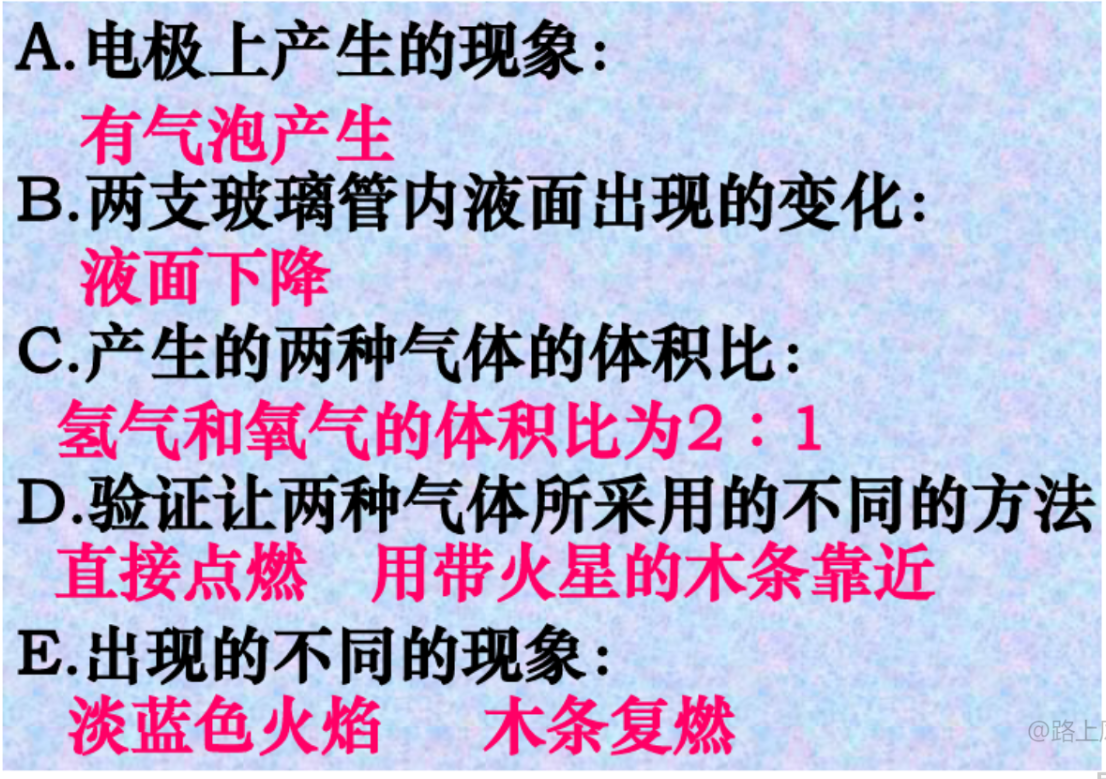 A.电极上产生的现象：
有气泡产生
B.两支玻璃管内液面出现的变化：
液面下降
C.产生的两种气体的体积比：
氢气和氧气的体积比为2：1
D.验证让两种气体所采用的不同的方法
直接点燃 用带火星的木条靠近
E.出现的不同的现象：
淡蓝色火焰 木条复燃
@路上